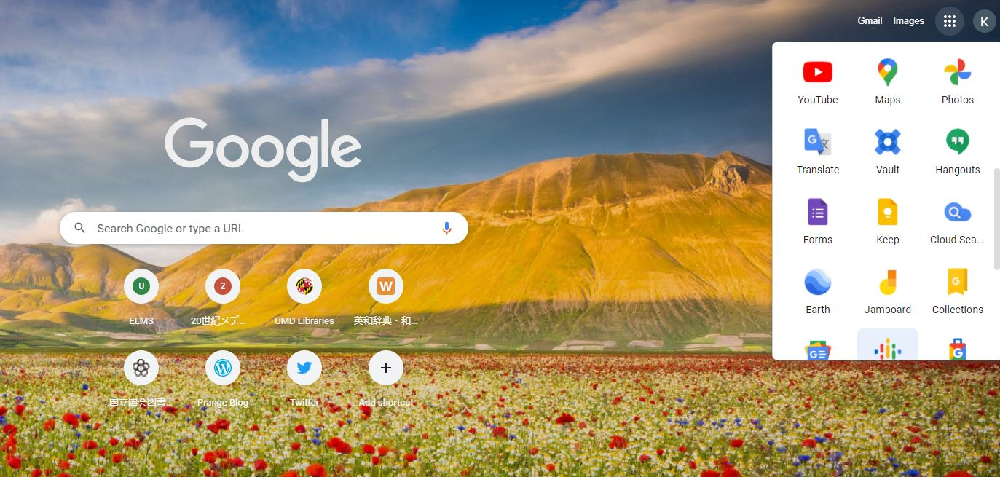 Gmail Images K
YouTube Maps Photos
Translate Vault Hangouts
Forms Keep Cloud Sea...
Earth Jamboard Collections
Google
Search Google or type a URL
U 2 W
ELMS 20世紀メデ... UMD Libraries 英和辞典・和...
国立国会図書... Prange Blog Twitter Add shortcut